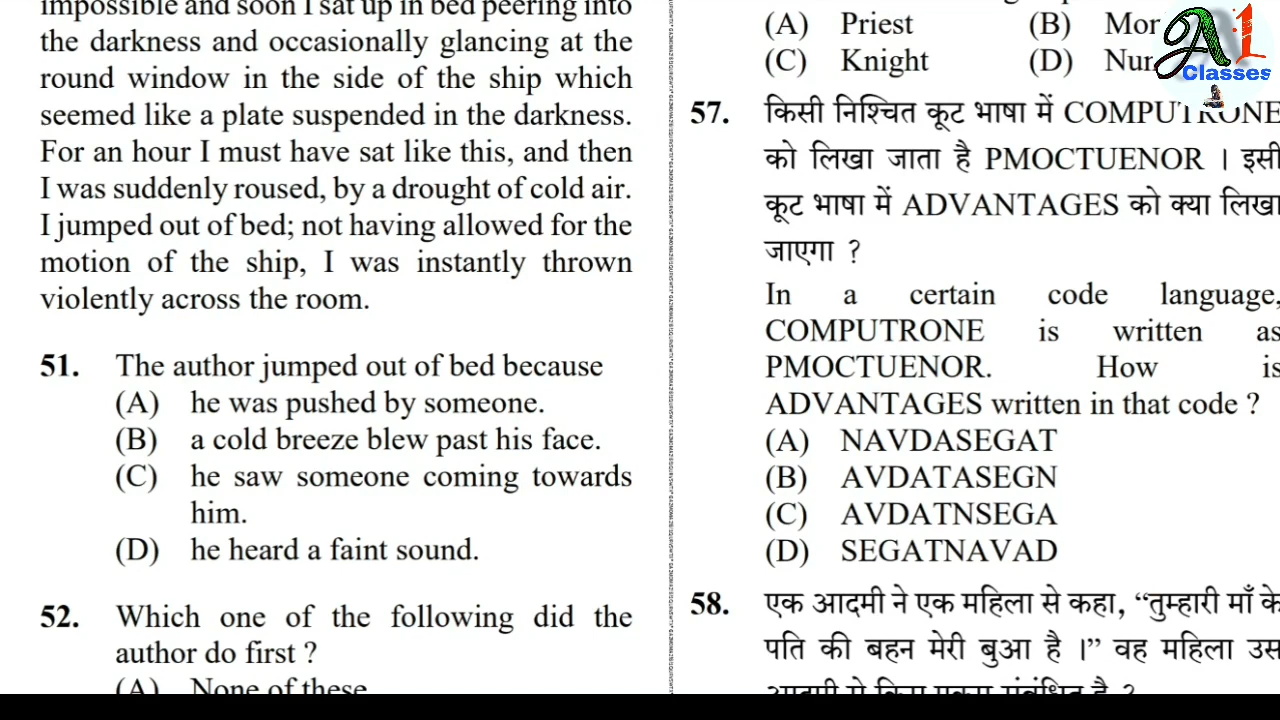 impossible and soon I sat up in bed peering into
the darkness and occasionally glancing at the
round window in the side of the ship which
seemed like a plate suspended in the darkness.
For an hour I must have sat like this, and then
I was suddenly roused, by a drought of cold air.
I jumped out of bed; not having allowed for the
motion of the ship, I was instantly thrown
violently across the room.
51. The author jumped out of bed because
(A) he was pushed by someone.
(B) a cold breeze blew past his face.
(C) he saw someone coming towards
him.
(D) he heard a faint sound.
52. Which one of the following did the
author do first ?
(A) None of these
(A) Priest (B)
(C) Knight (D)
57. किसी निश्चित कूट भाषा में COMPUTRONE
को लिखा जाता है PMOCTUENOR । इसी
कूट भाषा में ADVANTAGES को क्या लिखा
जाएगा ?
In a certain code language,
COMPUTRONE is written as
PMOCTUENOR. How is
ADVANTAGES written in that code ?
(A) NAVDASEGAT
(B) AVDATASEGN
(C) AVDATNSEGA
(D) SEGATNAVAD
58. एक आदमी ने एक महिला से कहा, “तुम्हारी माँ के
पति की बहन मेरी बुआ है ।” वह महिला उस
A1
Classes